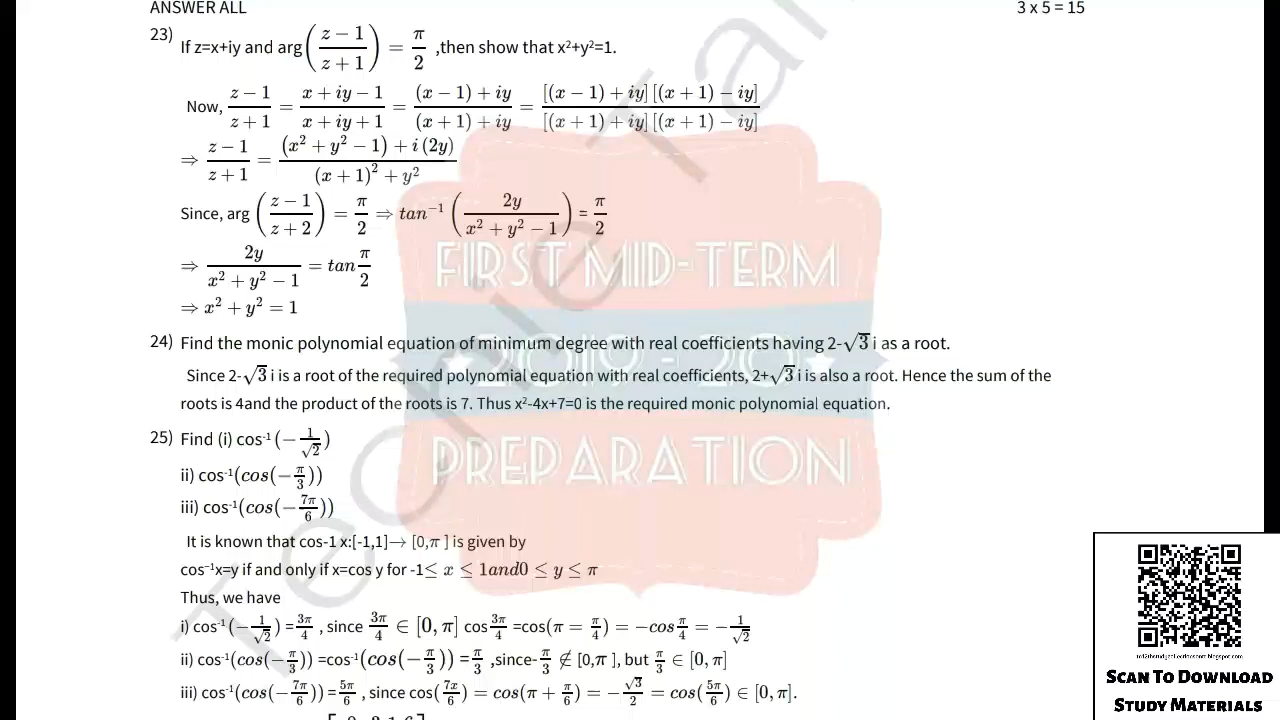 ANSWER ALL 3 x 5 = 15
23) If z=x+iy and arg((z − 1)/(z + 1)) = π/2 ,then show that x²+y²=1.
Now, (z − 1)/(z + 1) = (x + iy − 1)/(x + iy + 1) = ((x − 1) + iy)/((x + 1) + iy) = ([(x − 1) + iy] [(x + 1) − iy])/([(x + 1) + iy] [(x + 1) − iy])
⇒ (z − 1)/(z + 1) = ((x² + y² − 1) + i (2y))/((x + 1)² + y²)
Since, arg ((z − 1)/(z + 2)) = π/2 ⇒ tan⁻¹ (2y/(x² + y² − 1)) = π/2
⇒ 2y/(x² + y² − 1) = tan π/2
⇒ x² + y² = 1
24) Find the monic polynomial equation of minimum degree with real coefficients having 2-√3 i as a root.
Since 2-√3 i is a root of the required polynomial equation with real coefficients, 2+√3 i is also a root. Hence the sum of the
roots is 4and the product of the roots is 7. Thus x²-4x+7=0 is the required monic polynomial equation.
25) Find (i) cos⁻¹(−1/√2)
ii) cos⁻¹(cos(−π/3))
iii) cos⁻¹(cos(−7π/6))
It is known that cos-1 x:[-1,1]→ [0,π ] is given by
cos⁻¹x=y if and only if x=cos y for -1≤ x ≤ 1and0 ≤ y ≤ π
Thus, we have
i) cos⁻¹(−1/√2) =3π/4 , since 3π/4 ∈ [0, π] cos3π/4 =cos(π = π/4) = −cosπ/4 = −1/√2
ii) cos⁻¹(cos(−π/3)) =cos⁻¹(cos(−π/3)) =π/3 ,since-π/3 ∉ [0,π ], but π/3 ∈ [0, π]
iii) cos⁻¹(cos(−7π/6)) =5π/6 , since cos(7x/6) = cos(π + π/6) = −√3/2 = cos(5π/6) ∈ [0, π].
FIRST MID-TERM
2019 - 20
PREPARATION
SCAN TO DOWNLOAD
STUDY MATERIALS